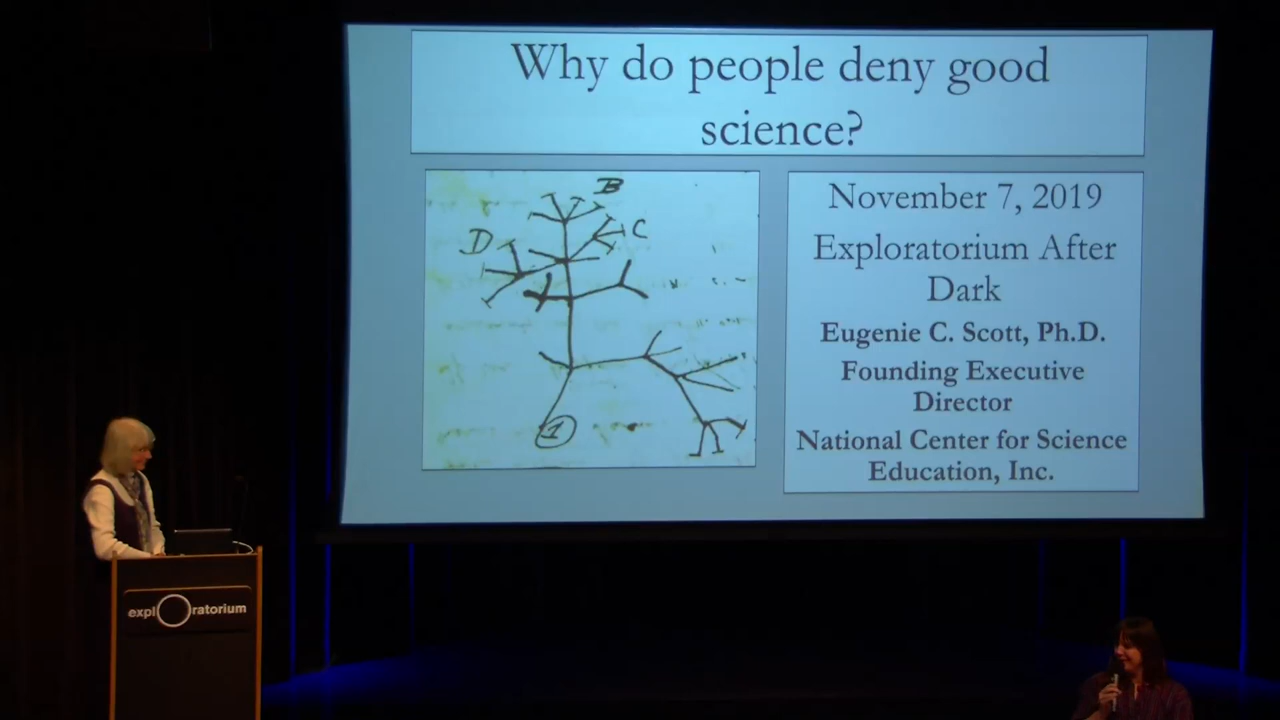 Why do people deny good
science?
B
C
D
1
November 7, 2019
Exploratorium After
Dark
Eugenie C. Scott, Ph.D.
Founding Executive
Director
National Center for Science
Education, Inc.
exploratorium